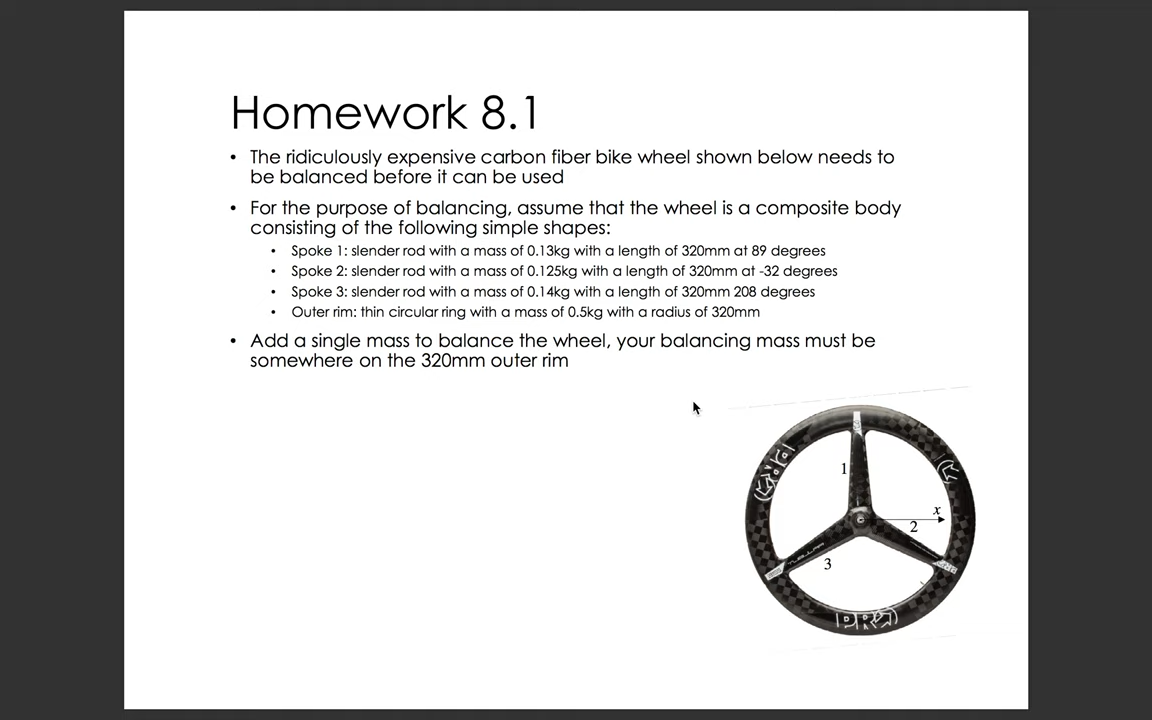 Homework 8.1
• The ridiculously expensive carbon fiber bike wheel shown below needs to
be balanced before it can be used
• For the purpose of balancing, assume that the wheel is a composite body
consisting of the following simple shapes:
• Spoke 1: slender rod with a mass of 0.13kg with a length of 320mm at 89 degrees
• Spoke 2: slender rod with a mass of 0.125kg with a length of 320mm at -32 degrees
• Spoke 3: slender rod with a mass of 0.14kg with a length of 320mm 208 degrees
• Outer rim: thin circular ring with a mass of 0.5kg with a radius of 320mm
• Add a single mass to balance the wheel, your balancing mass must be
somewhere on the 320mm outer rim
1
x
2
3
PRO